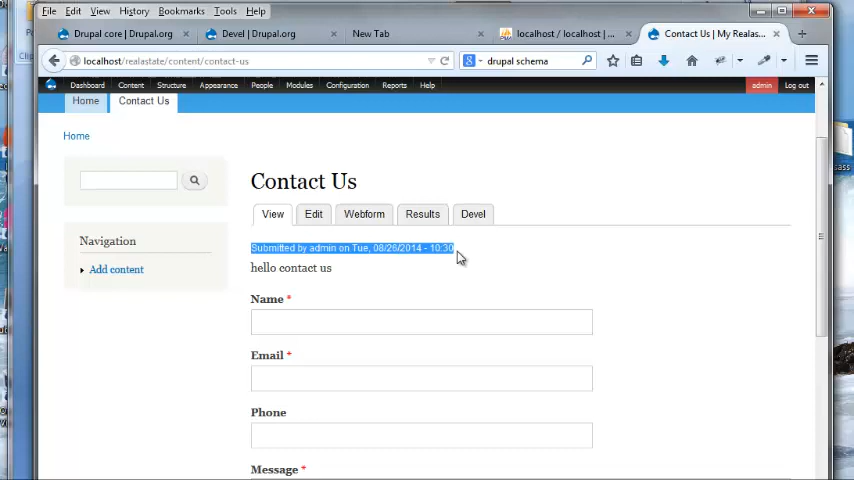 File Edit View History Bookmarks Tools Help
Drupal core | Drupal.org × Devel | Drupal.org × New Tab × localhost / localhost | ... × Contact Us | My Realas... × +
localhost/realastate/content/contact-us drupal schema
Dashboard Content Structure Appearance People Modules Configuration Reports Help admin Log out
Home Contact Us
Home
Contact Us
View Edit Webform Results Devel
Navigation
Add content
Submitted by admin on Tue, 08/26/2014 - 10:30
hello contact us
Name *
Email *
Phone
Message *